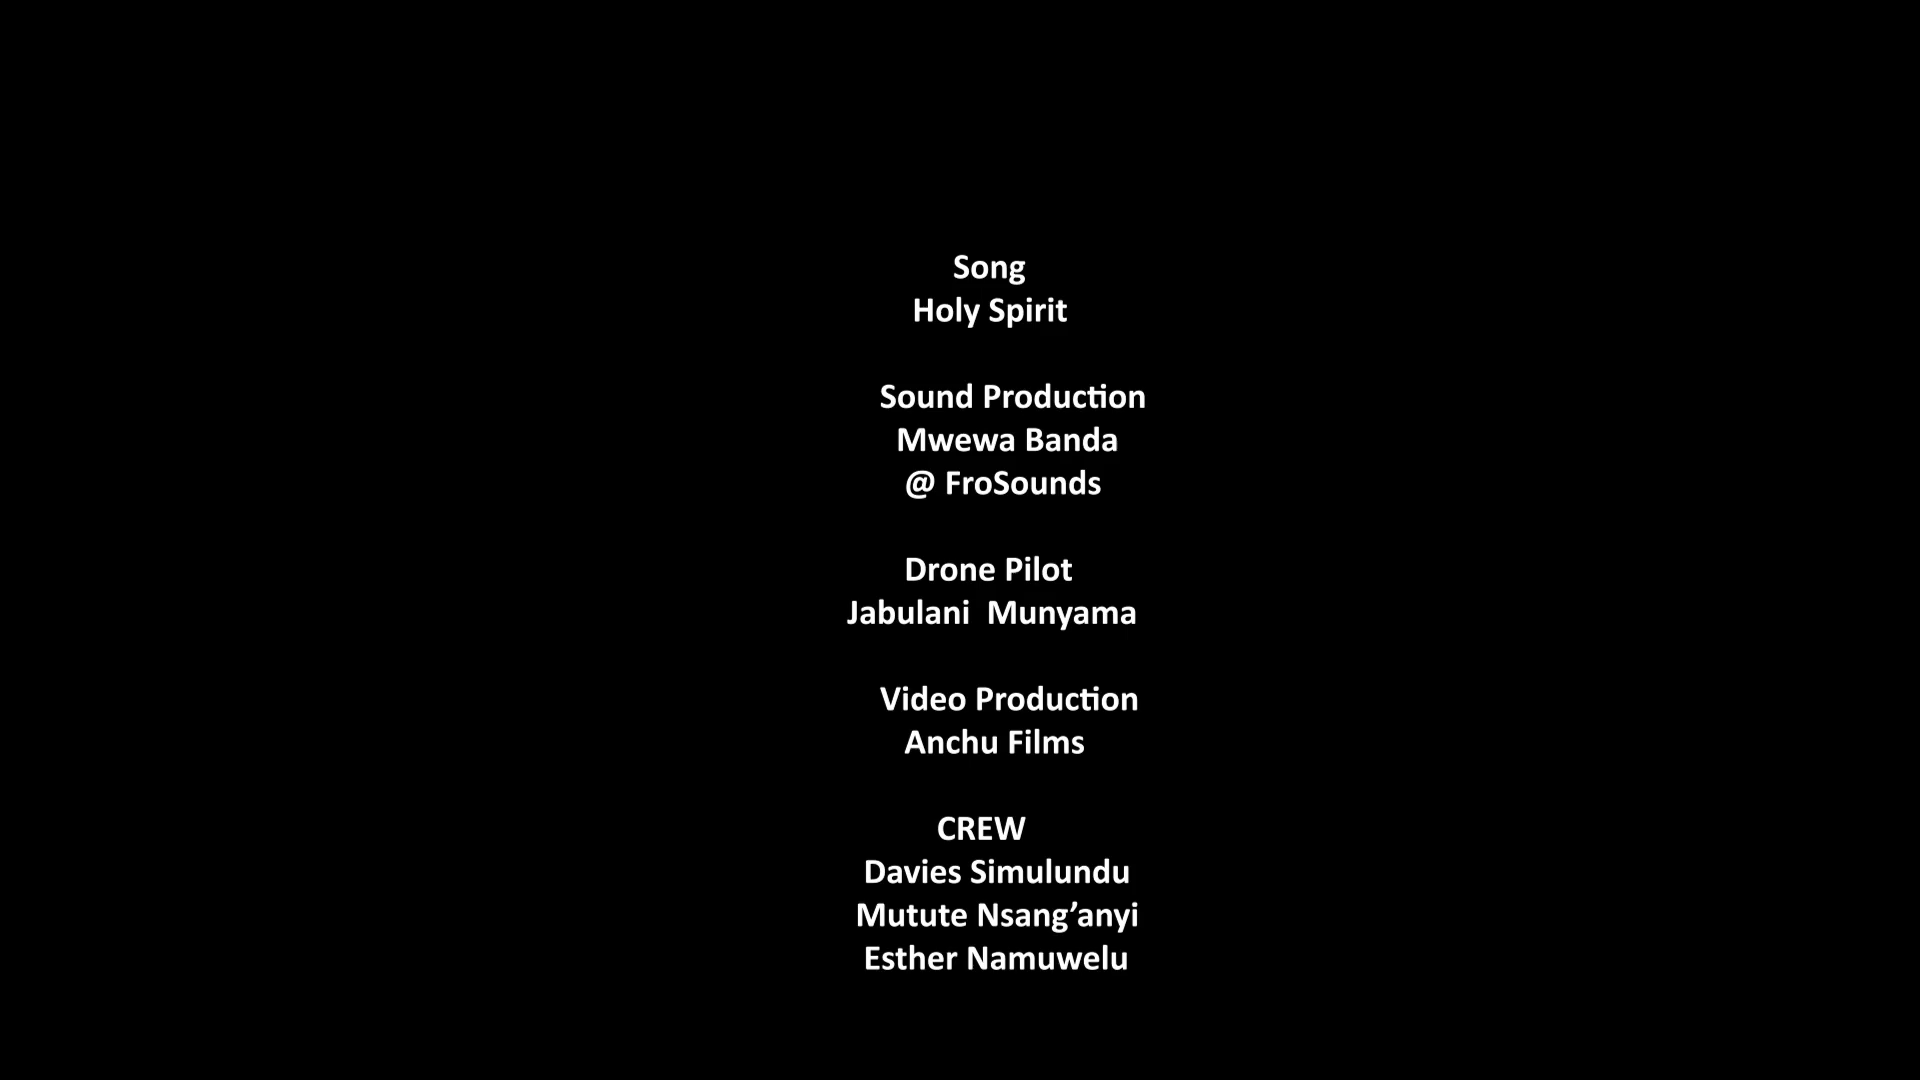 Song
Holy Spirit
Sound Production
Mwewa Banda
@ FroSounds
Drone Pilot
Jabulani  Munyama
Video Production
Anchu Films
CREW
Davies Simulundu
Mutute Nsang’anyi
Esther Namuwelu